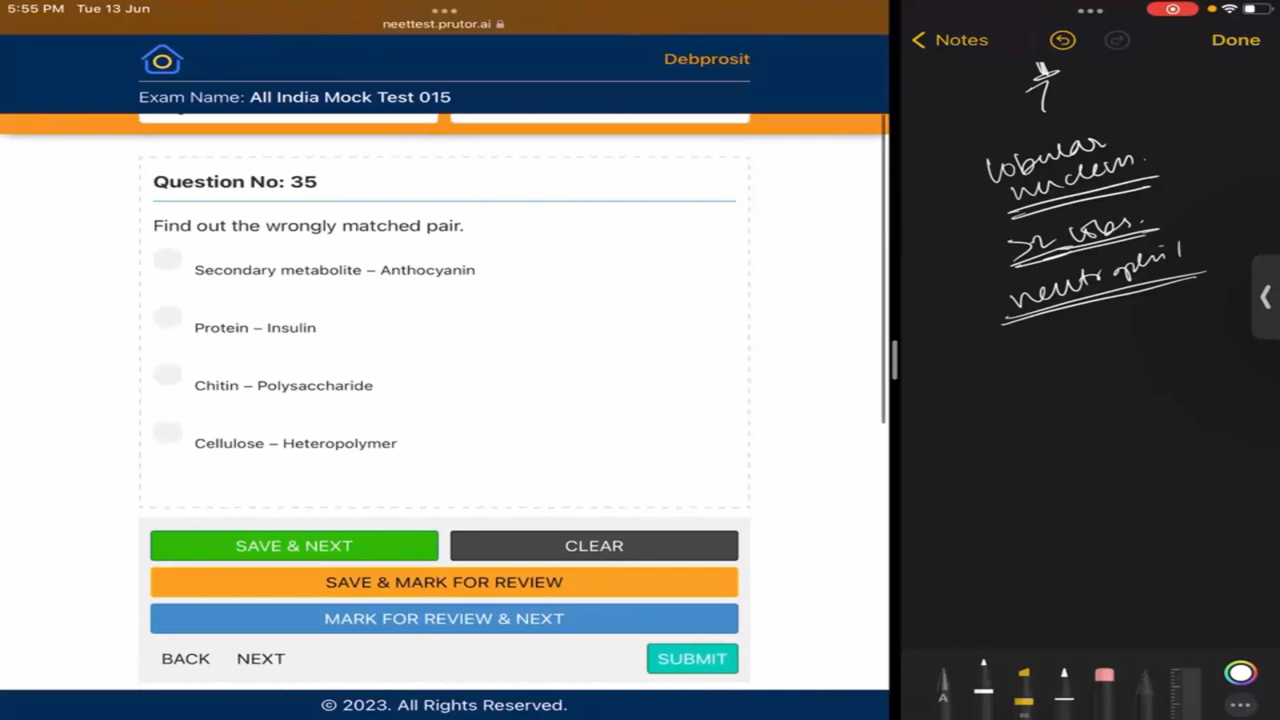 5:55 PM Tue 13 Jun
neettest.prutor.ai
Debprosit
Exam Name: All India Mock Test 015
Question No: 35
Find out the wrongly matched pair.
Secondary metabolite – Anthocyanin
Protein – Insulin
Chitin – Polysaccharide
Cellulose – Heteropolymer
SAVE & NEXT
CLEAR
SAVE & MARK FOR REVIEW
MARK FOR REVIEW & NEXT
BACK NEXT
SUBMIT
© 2023. All Rights Reserved.
Notes
Done
lobular
neutrophil
A